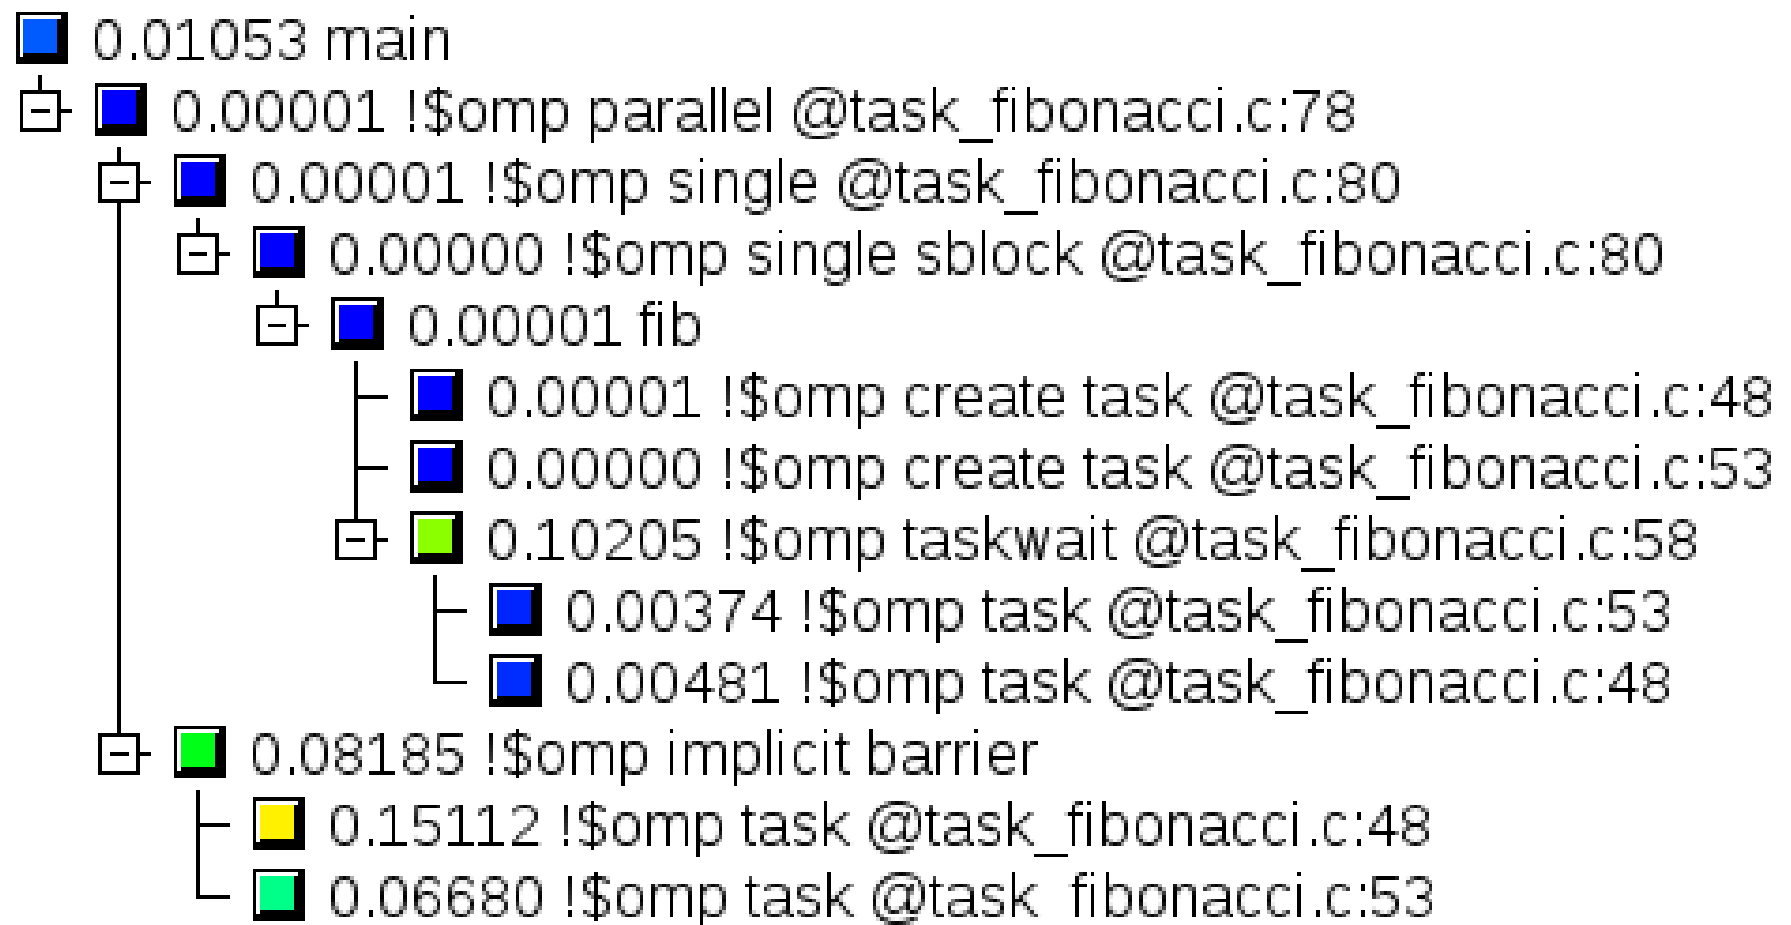 0.01053 main
0.00001 !$omp parallel @task_fibonacci.c:78
0.00001 !$omp single @task_fibonacci.c:80
0.00000 !$omp single sblock @task_fibonacci.c:80
0.00001 fib
0.00001 !$omp create task @task_fibonacci.c:48
0.00000 !$omp create task @task_fibonacci.c:53
0.10205 !$omp taskwait @task_fibonacci.c:58
0.00374 !$omp task @task_fibonacci.c:53
0.00481 !$omp task @task_fibonacci.c:48
0.08185 !$omp implicit barrier
0.15112 !$omp task @task_fibonacci.c:48
0.06680 !$omp task @task_fibonacci.c:53